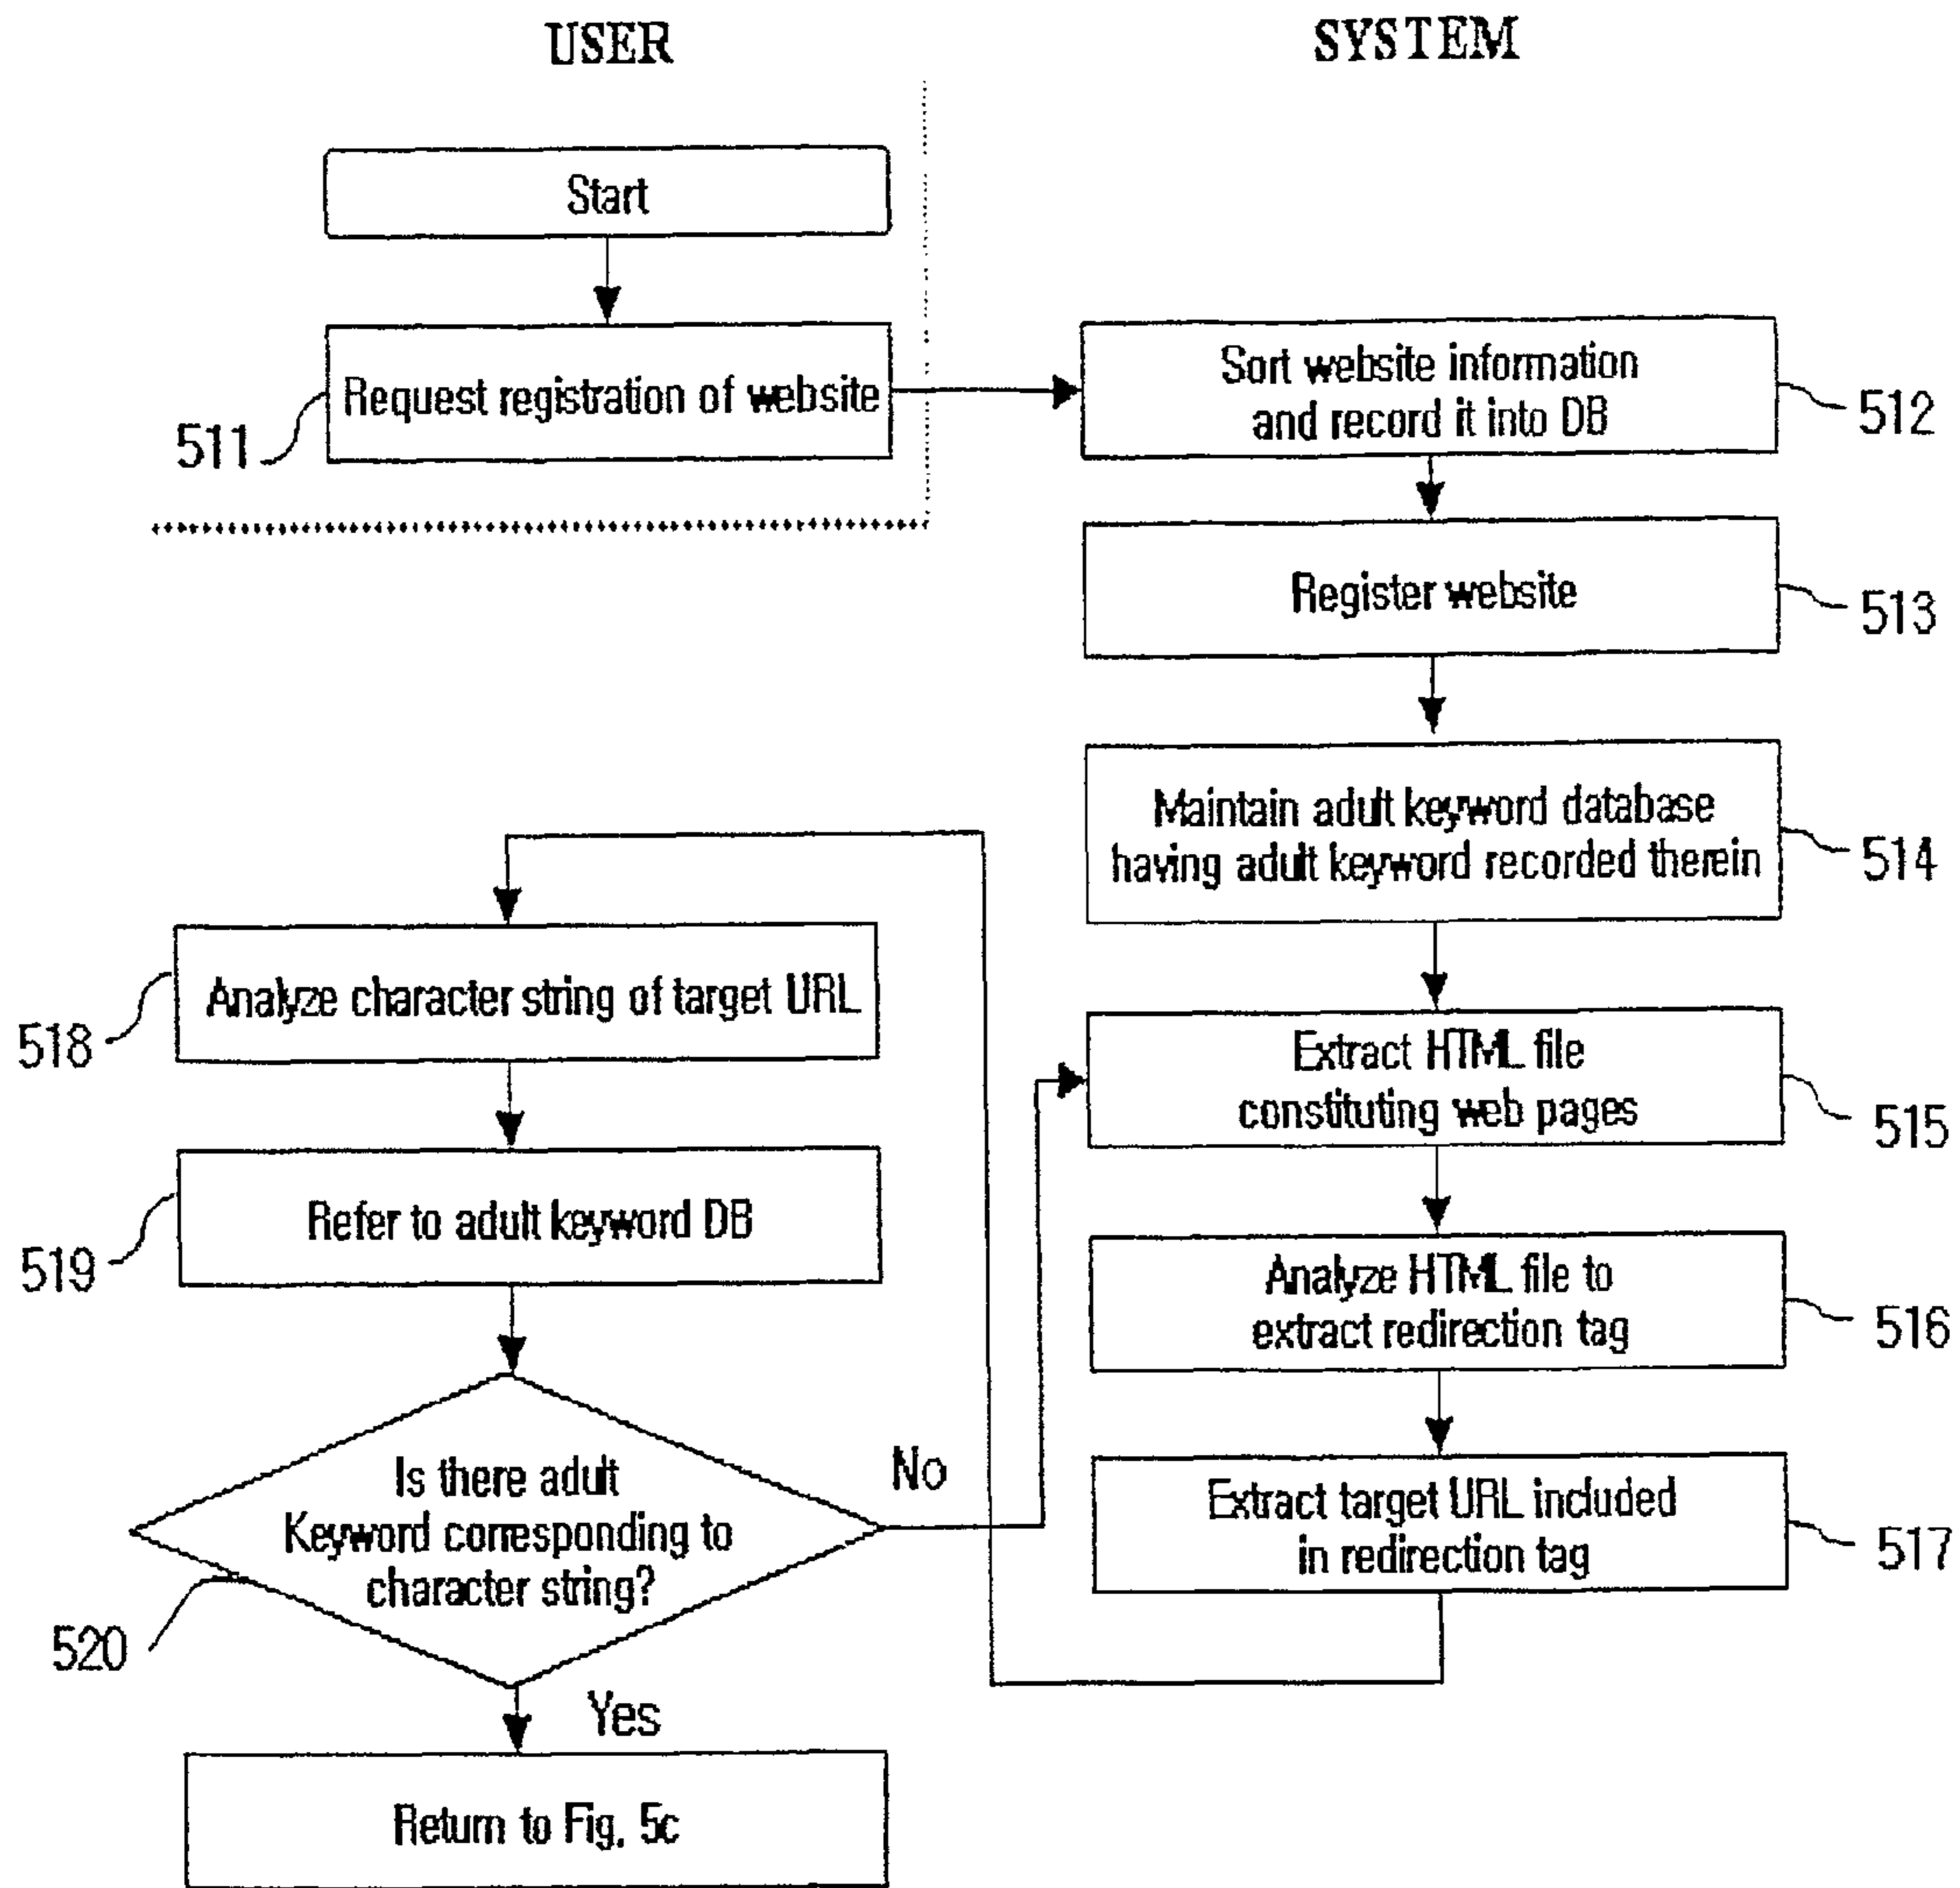 USER
SYSTEM
Start
Request registration of website
511
Sort website information
and record it into DB
512
Register website
513
Maintain adult keyword database
having adult keyword recorded therein
514
Extract HTML file
constituting web pages
515
Analyze HTML file to
extract redirection tag
516
Extract target URL included
in redirection tag
517
Analyze character string of target URL
518
Refer to adult keyword DB
519
Is there adult
Keyword corresponding to
character string?
520
No
Yes
Return to Fig. 5c